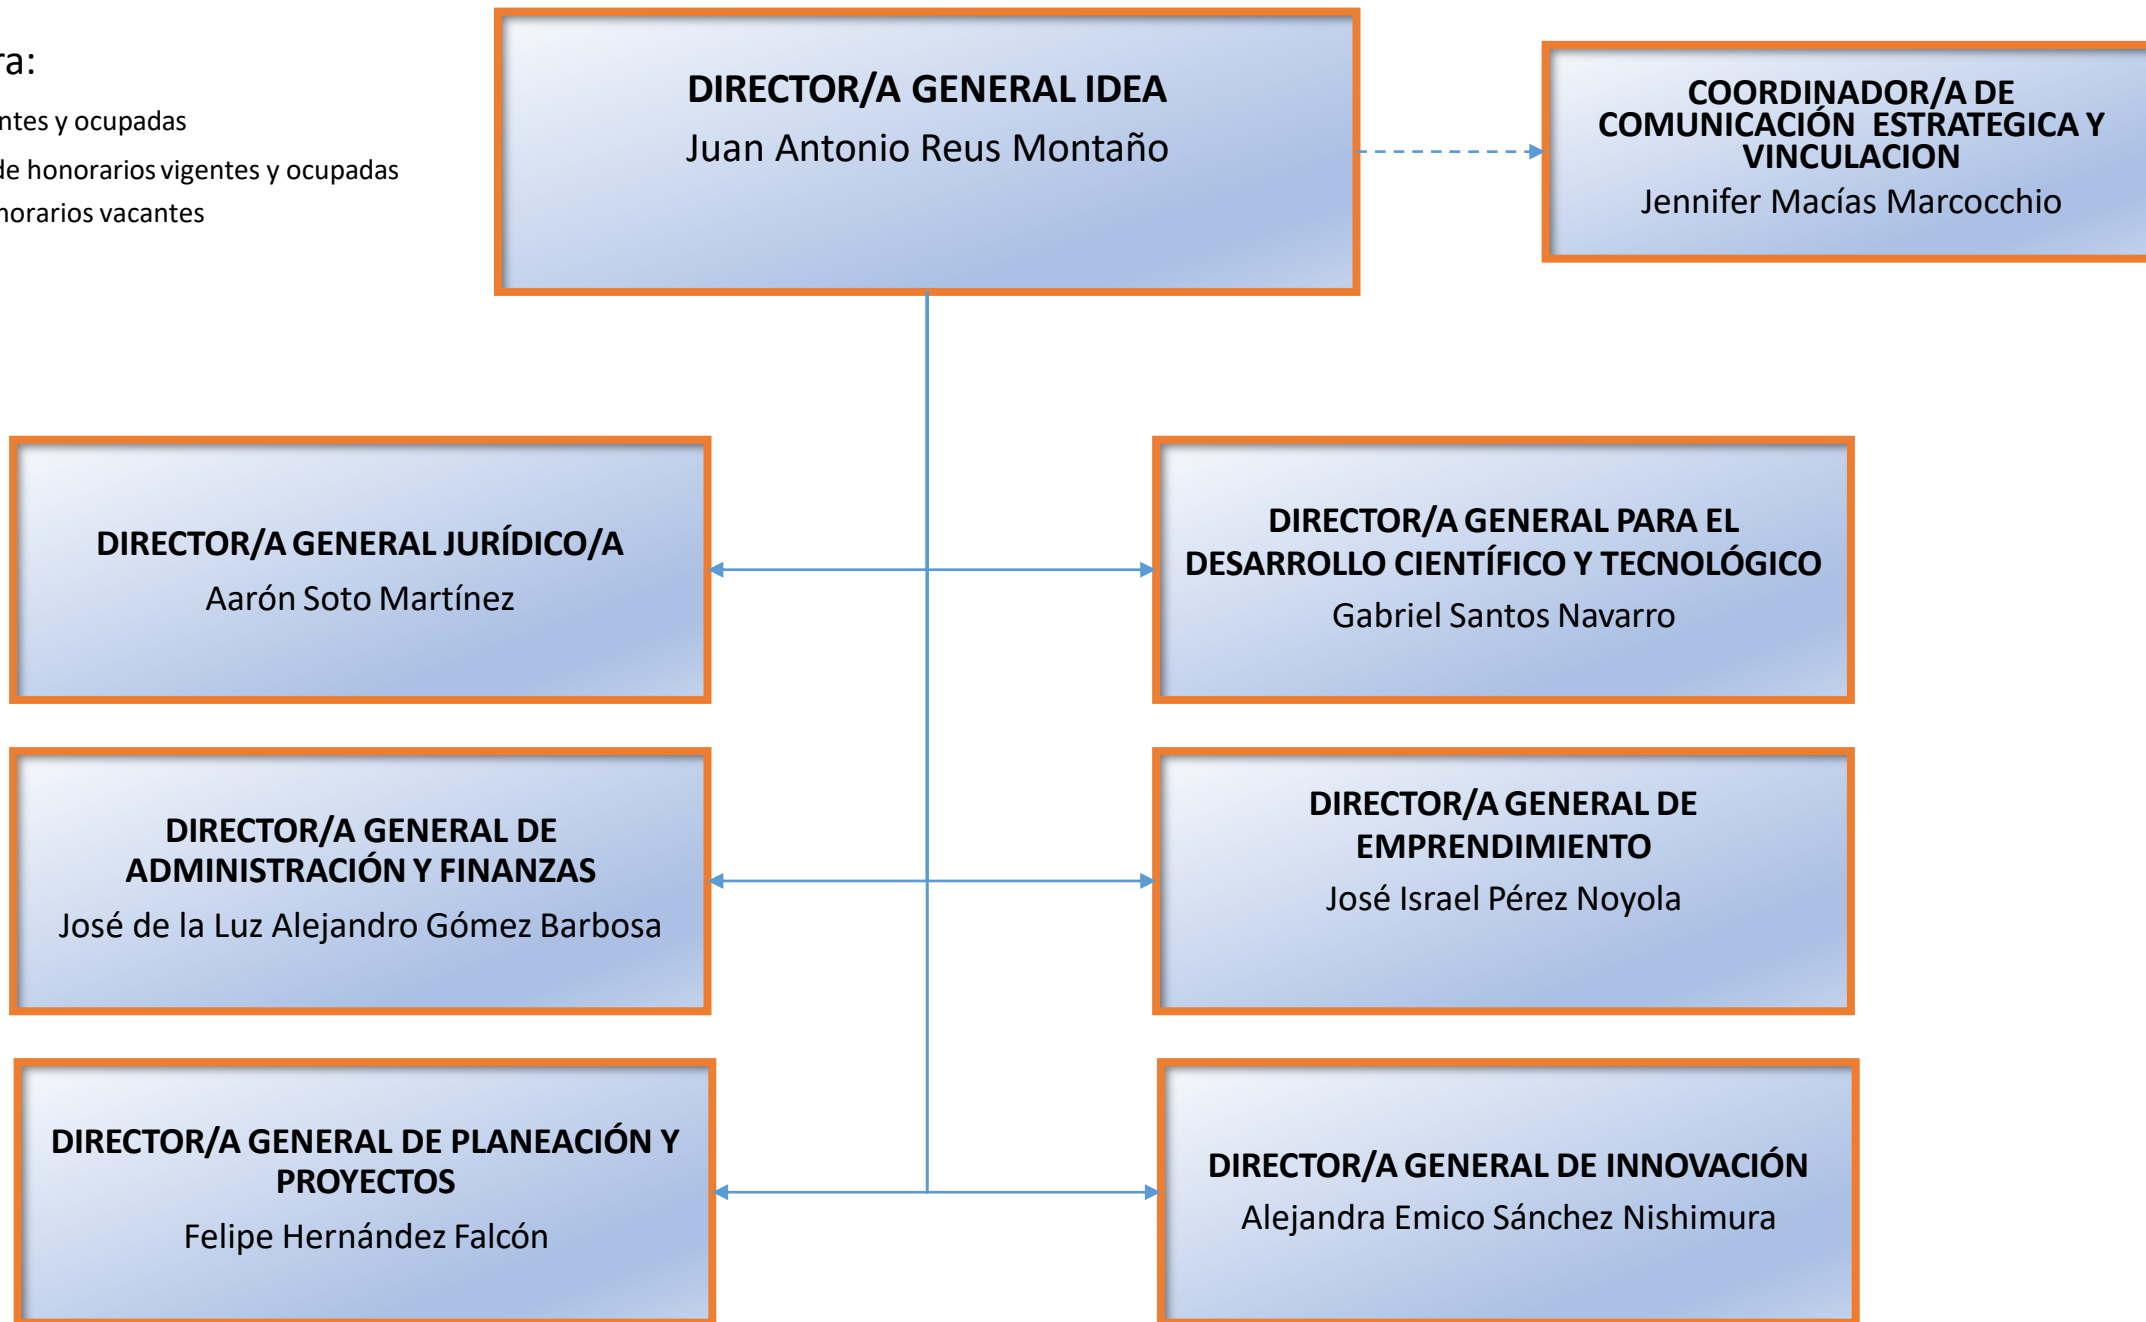 ra:
ntes y ocupadas
de honorarios vigentes y ocupadas
norarios vacantes
DIRECTOR/A GENERAL IDEA
Juan Antonio Reus Montaño
COORDINADOR/A DE
COMUNICACIÓN ESTRATEGICA Y
VINCULACION
Jennifer Macías Marcocchio
DIRECTOR/A GENERAL JURÍDICO/A
Aarón Soto Martínez
DIRECTOR/A GENERAL PARA EL
DESARROLLO CIENTÍFICO Y TECNOLÓGICO
Gabriel Santos Navarro
DIRECTOR/A GENERAL DE
ADMINISTRACIÓN Y FINANZAS
José de la Luz Alejandro Gómez Barbosa
DIRECTOR/A GENERAL DE
EMPRENDIMIENTO
José Israel Pérez Noyola
DIRECTOR/A GENERAL DE PLANEACIÓN Y
PROYECTOS
Felipe Hernández Falcón
DIRECTOR/A GENERAL DE INNOVACIÓN
Alejandra Emico Sánchez Nishimura